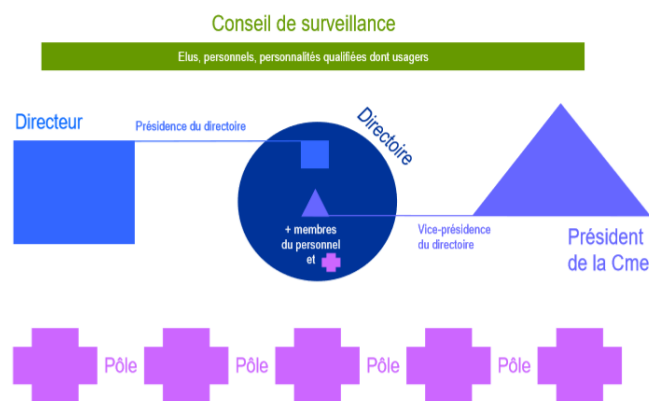 Conseil de surveillance
Elus, personnels, personnalités qualifiées dont usagers
Directeur
Présidence du directoire
Directoire
+ membres
du personnel
et
Vice-présidence
du directoire
Président
de la Cme
Pôle Pôle Pôle Pôle